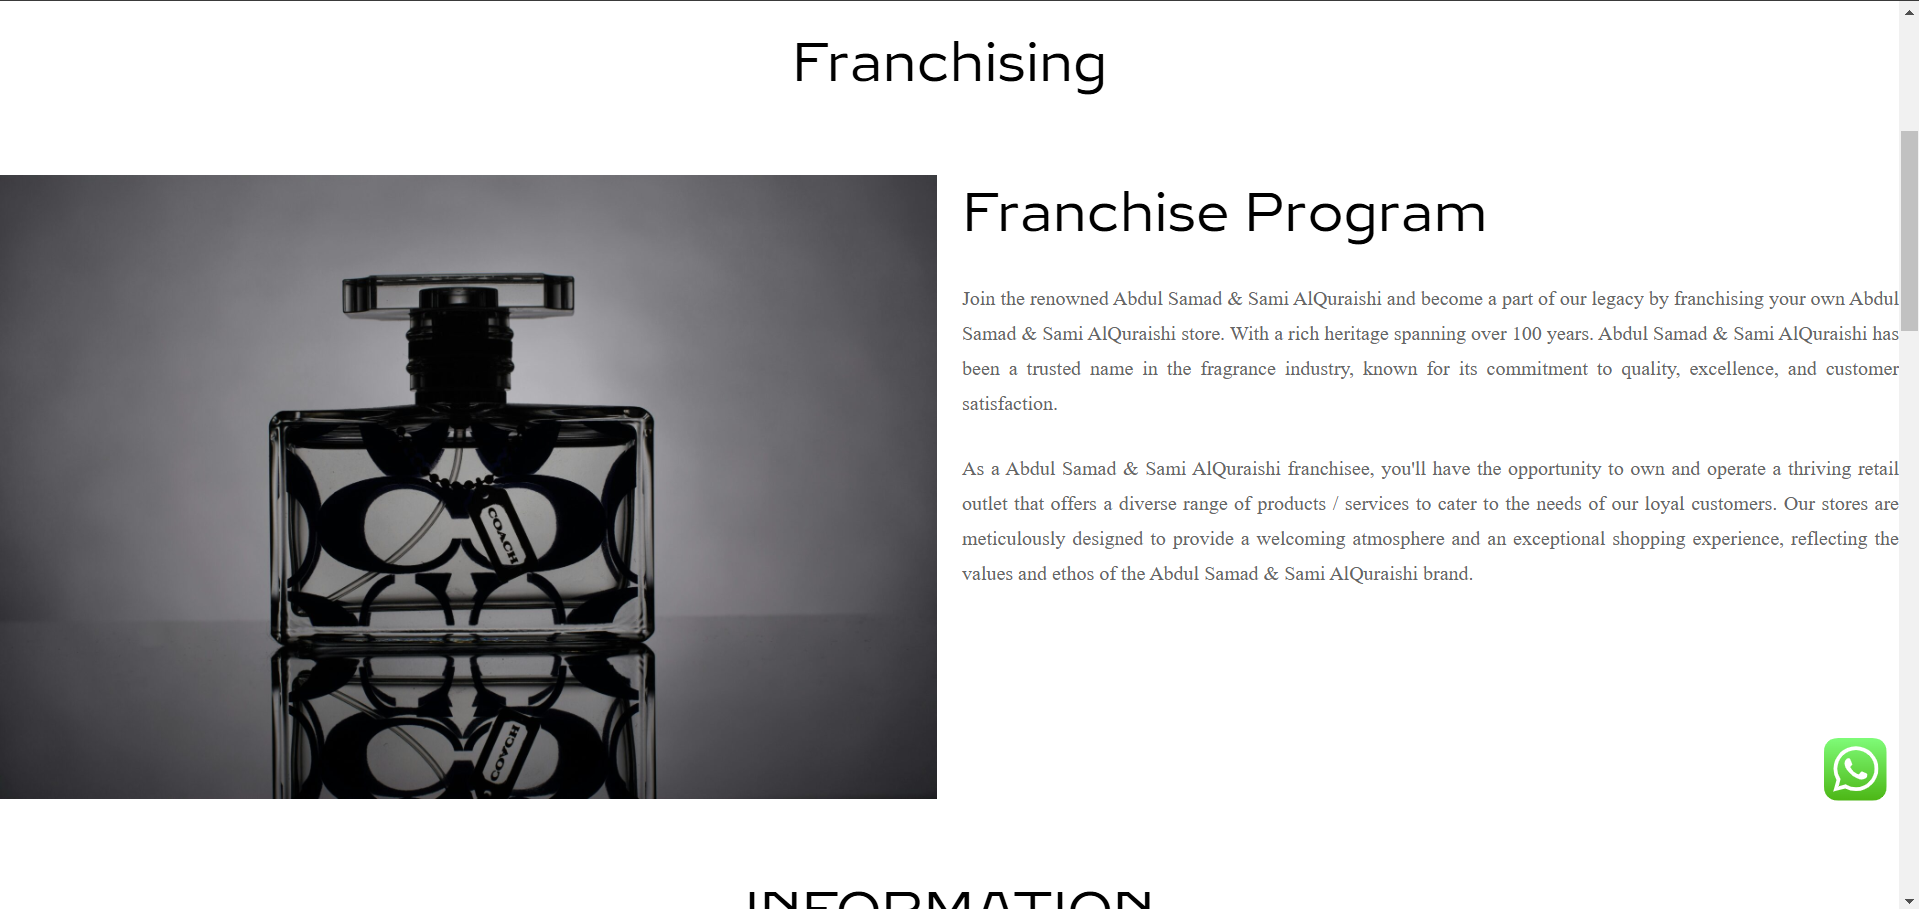 Franchising
Franchise Program
Join the renowned Abdul Samad & Sami AlQuraishi and become a part of our legacy by franchising your own Abdul
Samad & Sami AlQuraishi store. With a rich heritage spanning over 100 years. Abdul Samad & Sami AlQuraishi has
been a trusted name in the fragrance industry, known for its commitment to quality, excellence, and customer
satisfaction.
As a Abdul Samad & Sami AlQuraishi franchisee, you'll have the opportunity to own and operate a thriving retail
outlet that offers a diverse range of products / services to cater to the needs of our loyal customers. Our stores are
meticulously designed to provide a welcoming atmosphere and an exceptional shopping experience, reflecting the
values and ethos of the Abdul Samad & Sami AlQuraishi brand.
COACH
INFORMATION